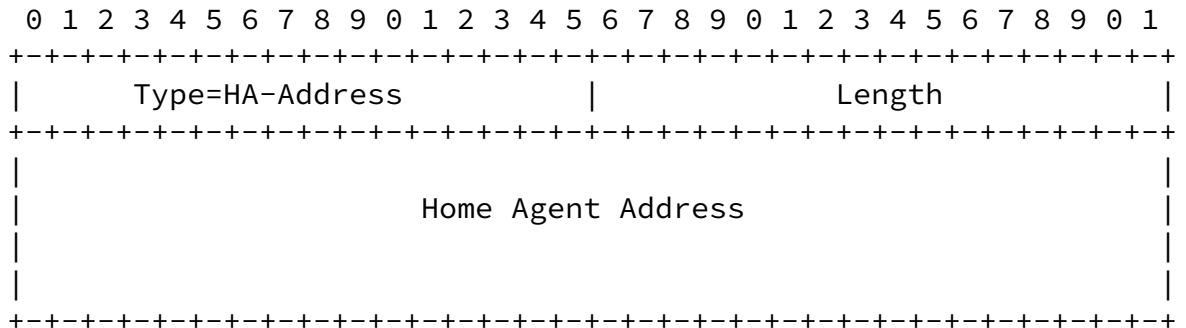 0 1 2 3 4 5 6 7 8 9 0 1 2 3 4 5 6 7 8 9 0 1 2 3 4 5 6 7 8 9 0 1
+-+-+-+-+-+-+-+-+-+-+-+-+-+-+-+-+-+-+-+-+-+-+-+-+-+-+-+-+-+-+-+-+
|      Type=HA-Address          |             Length            |
+-+-+-+-+-+-+-+-+-+-+-+-+-+-+-+-+-+-+-+-+-+-+-+-+-+-+-+-+-+-+-+-+
|                                                               |
|                      Home Agent Address                       |
|                                                               |
|                                                               |
+-+-+-+-+-+-+-+-+-+-+-+-+-+-+-+-+-+-+-+-+-+-+-+-+-+-+-+-+-+-+-+-+